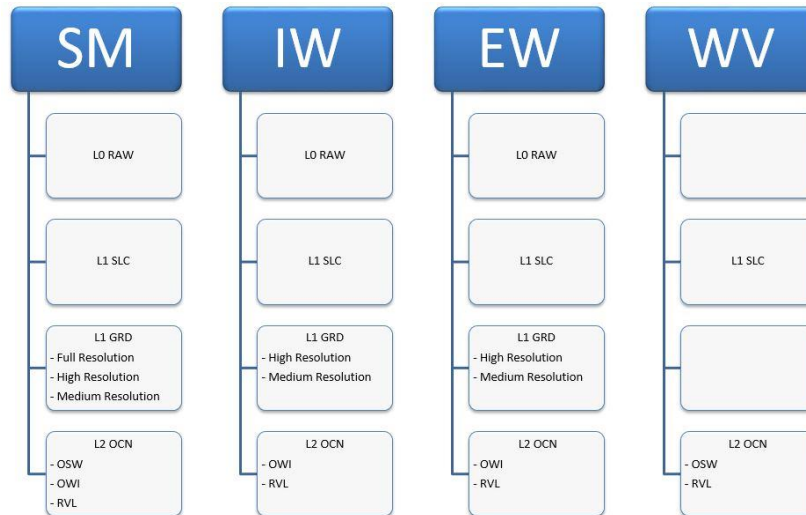 SM
L0 RAW
L1 SLC
L1 GRD
- Full Resolution
- High Resolution
- Medium Resolution
L2 OCN
- OSW
- OWI
- RVL
IW
L0 RAW
L1 SLC
L1 GRD
- High Resolution
- Medium Resolution
L2 OCN
- OWI
- RVL
EW
L0 RAW
L1 SLC
L1 GRD
- High Resolution
- Medium Resolution
L2 OCN
- OWI
- RVL
WV
L1 SLC
L2 OCN
- OSW
- RVL